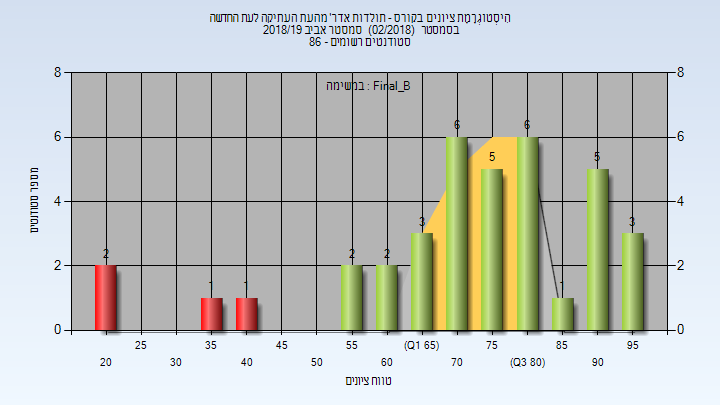 הִיסְטוֹגְרַמַת ציונים בקורס - תולדות אדר' מהעת העתיקה לעת החדשה
בסמסטר (02/2018) סמסטר אביב 2018/19
סטודנטים רשומים - 86
במשימה : Final_B
מספר סטודנטים
8 8
6 6
4 4
2 2
0 0
2 1 1 2 2 3 6 5 6 1 5 3
25 35 45 55 (Q1 65) 75 85 95
20 30 40 50 60 70 (Q3 80) 90
טווח ציונים